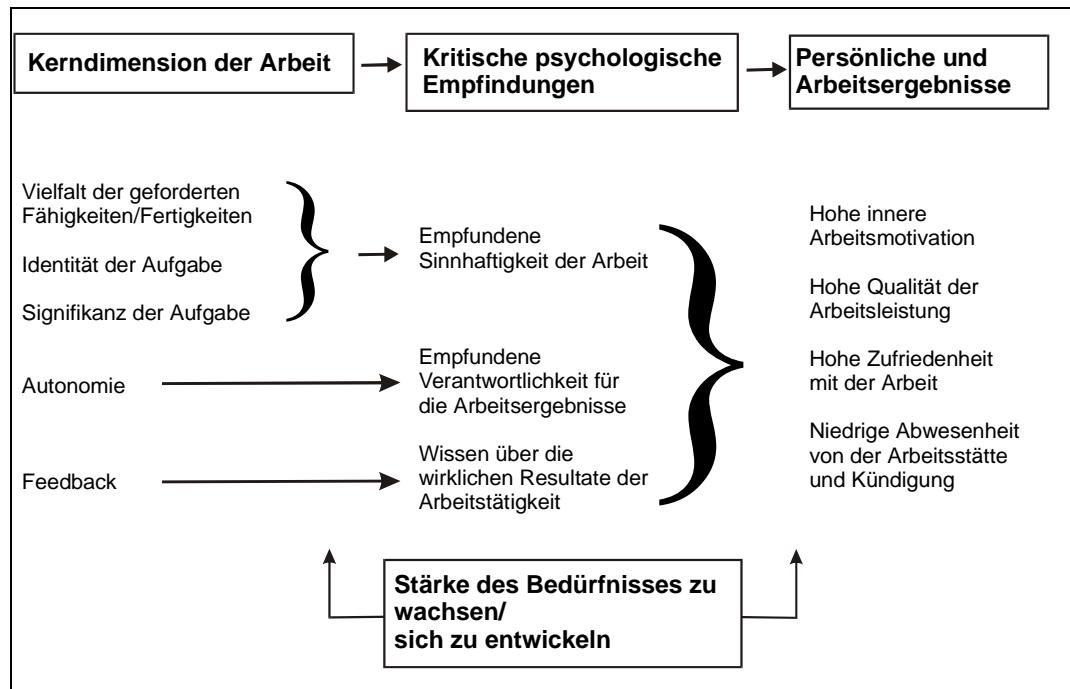 Kerndimension der Arbeit
Kritische psychologische
Empfindungen
Persönliche und
Arbeitsergebnisse
Vielfalt der geforderten
Fähigkeiten/Fertigkeiten
Identität der Aufgabe
Signifikanz der Aufgabe
Autonomie
Feedback
Empfundene
Sinnhaftigkeit der Arbeit
Empfundene
Verantwortlichkeit für
die Arbeitsergebnisse
Wissen über die
wirklichen Resultate der
Arbeitstätigkeit
Hohe innere
Arbeitsmotivation
Hohe Qualität der
Arbeitsleistung
Hohe Zufriedenheit
mit der Arbeit
Niedrige Abwesenheit
von der Arbeitsstätte
und Kündigung
Stärke des Bedürfnisses zu
wachsen/
sich zu entwickeln